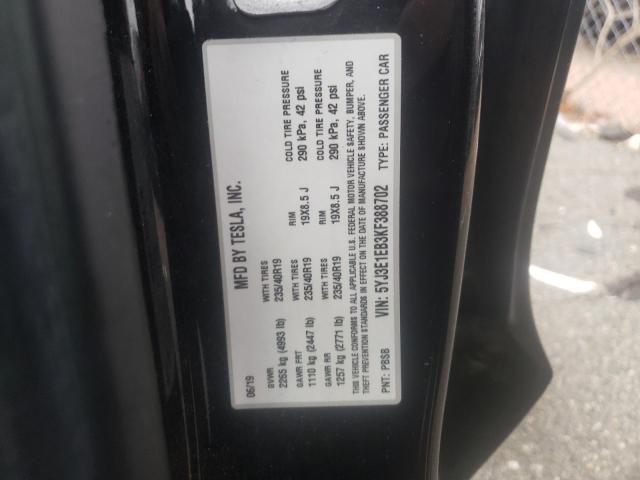 MFD BY TESLA, INC.
06/19
GVWR WITH TIRES RIM COLD TIRE PRESSURE
2265 kg (4993 lb) 235/40R19 19X8.5 J 290 kPa, 42 psi
GAWR FRT WITH TIRES RIM COLD TIRE PRESSURE
1110 kg (2447 lb) 235/40R19 19X8.5 J 290 kPa, 42 psi
GAWR RR WITH TIRES
1257 kg (2771 lb) 235/40R19
THIS VEHICLE CONFORMS TO ALL APPLICABLE U.S. FEDERAL MOTOR VEHICLE SAFETY, BUMPER, AND
THEFT PREVENTION STANDARDS IN EFFECT ON THE DATE OF MANUFACTURE SHOWN ABOVE.
VIN: 5YJ3E1EB3KF388702 TYPE: PASSENGER CAR
PNT: PBSB